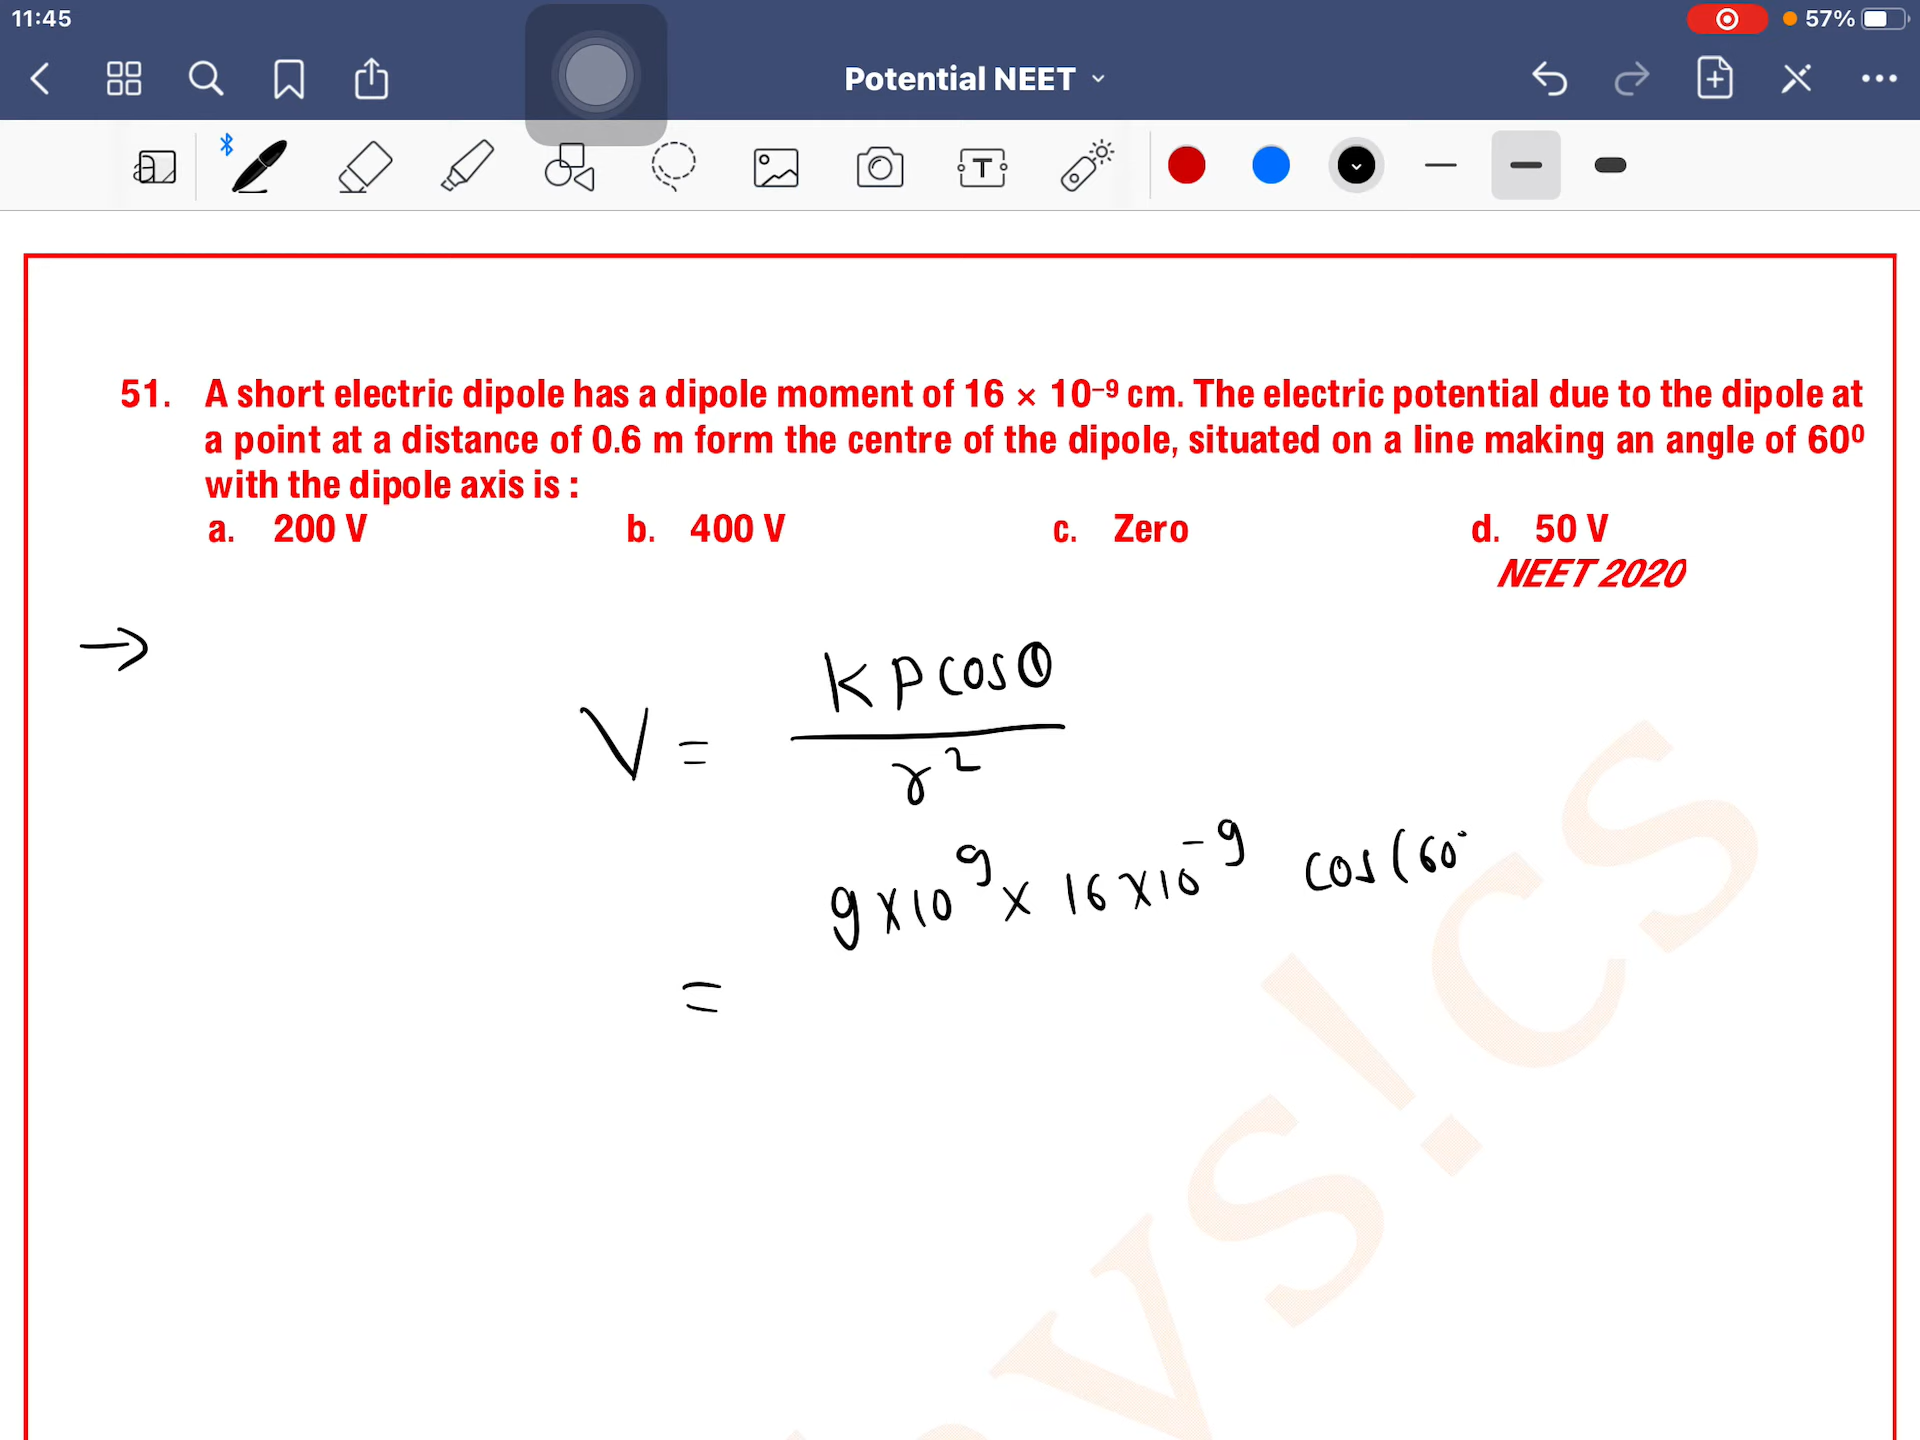 11:45
57%
Potential NEET
51. A short electric dipole has a dipole moment of 16 × 10⁻⁹ cm. The electric potential due to the dipole at
a point at a distance of 0.6 m form the centre of the dipole, situated on a line making an angle of 60⁰
with the dipole axis is :
a. 200 V b. 400 V c. Zero d. 50 V
NEET 2020
→
K P cos θ
V = ―――
r²
9×10⁹ × 16×10⁻⁹ cos(60°
=
ys!cs